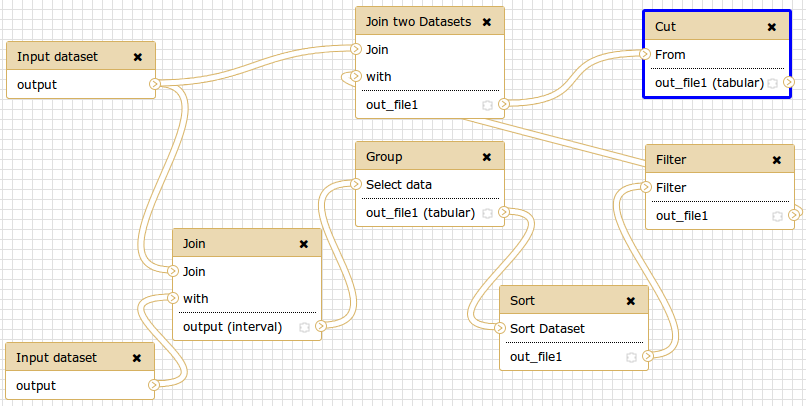 Input dataset
output
Join two Datasets
Join
with
out_file1
Cut
From
out_file1 (tabular)
Group
Select data
out_file1 (tabular)
Filter
Filter
out_file1
Join
Join
with
output (interval)
Sort
Sort Dataset
out_file1
Input dataset
output